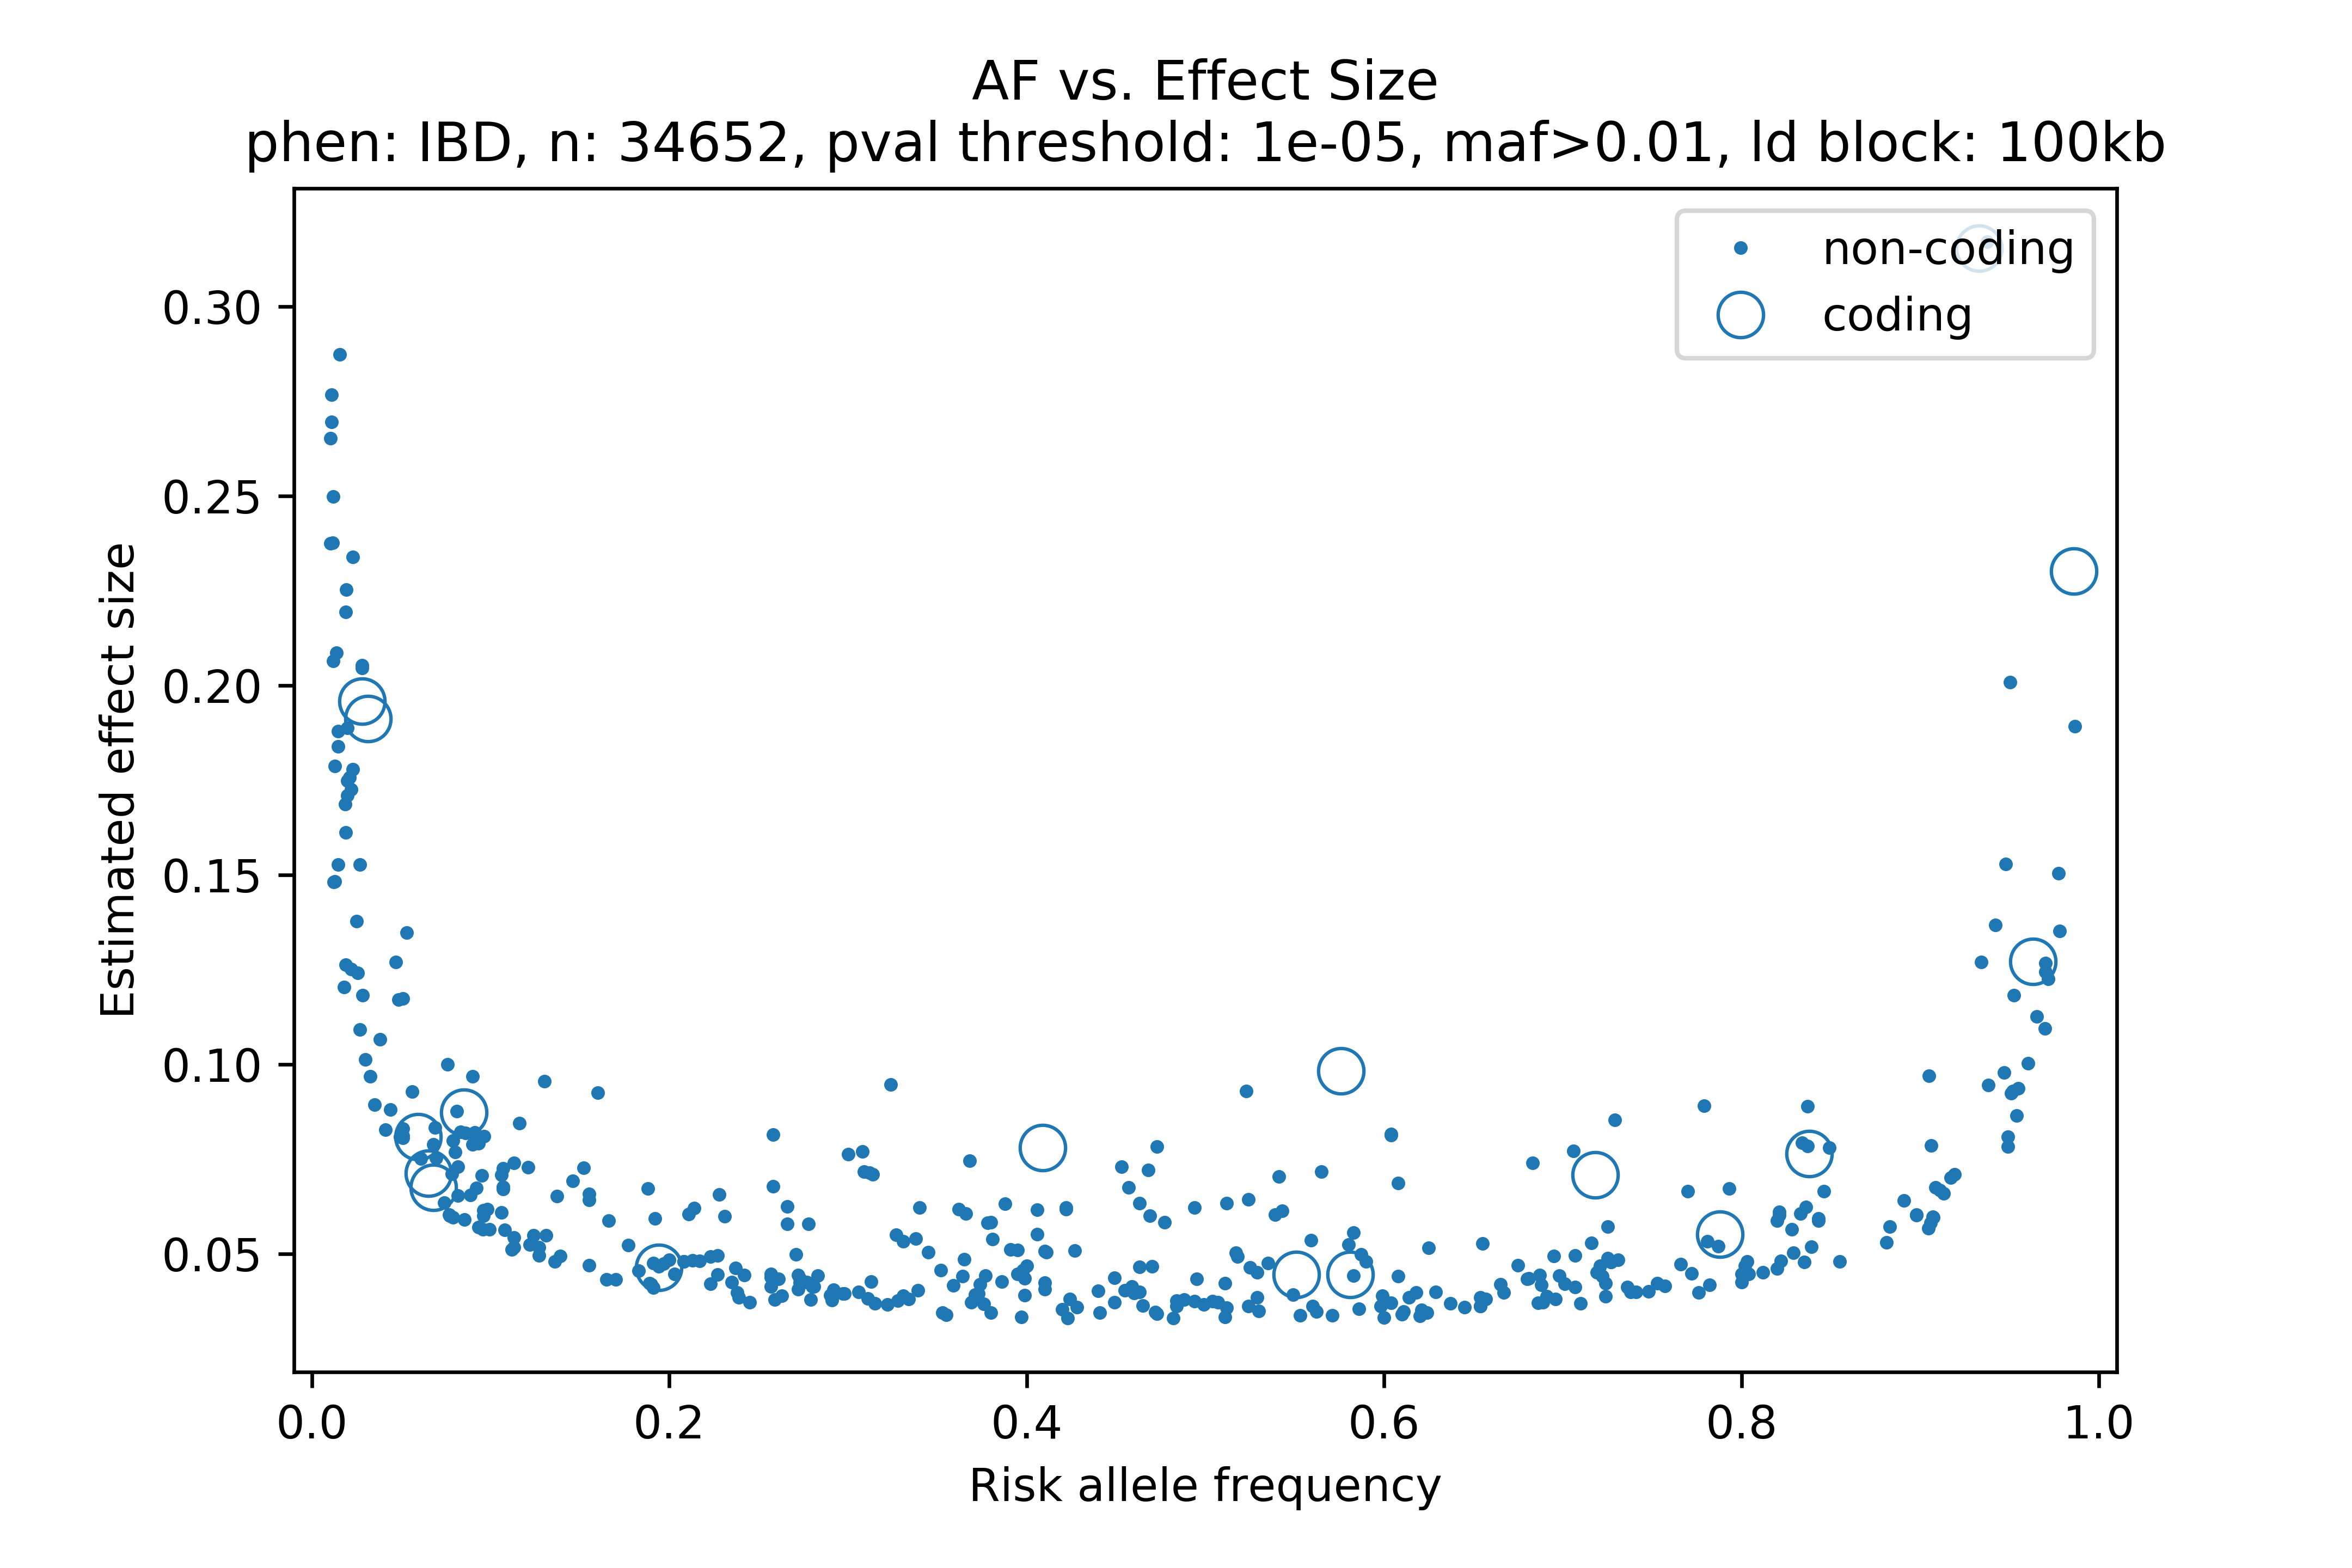 AF vs. Effect Size
phen: IBD, n: 34652, pval threshold: 1e-05, maf>0.01, ld block: 100kb
non-coding
coding
0.30
0.25
0.20
0.15
0.10
0.05
Estimated effect size
0.0 0.2 0.4 0.6 0.8 1.0
Risk allele frequency